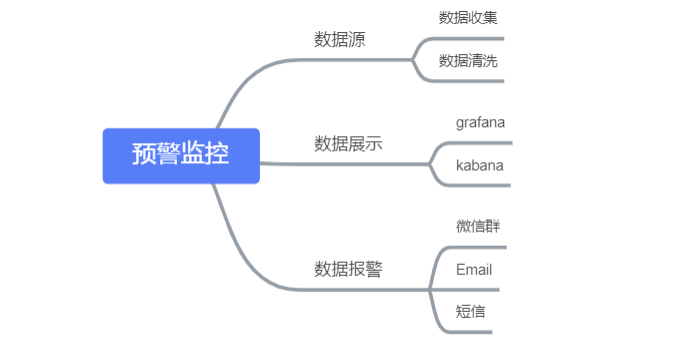 预警监控
数据源
数据收集
数据清洗
数据展示
grafana
kabana
数据报警
微信群
Email
短信